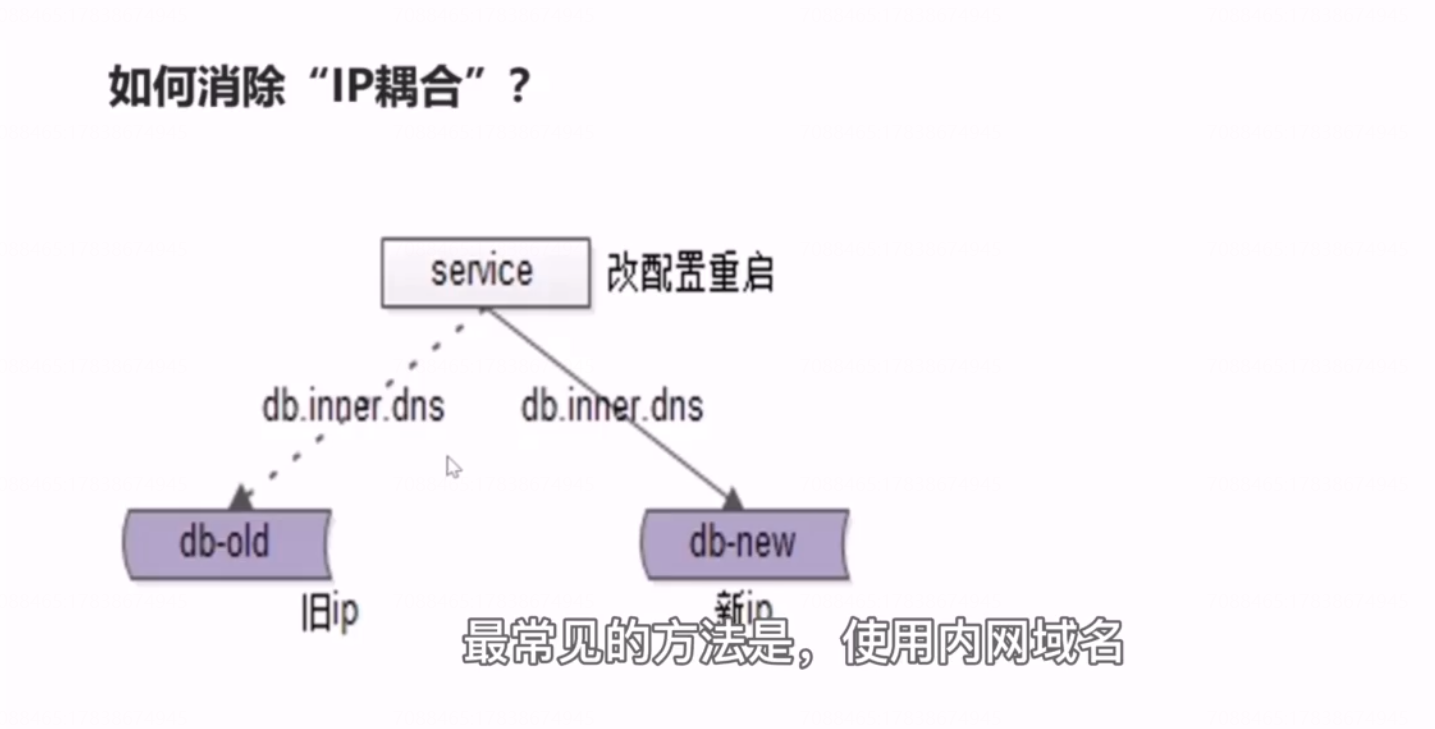 如何消除“IP耦合”？
service
改配置重启
db.inner.dns
db.inner.dns
db-old
db-new
旧ip
新ip
最常见的方法是，使用内网域名